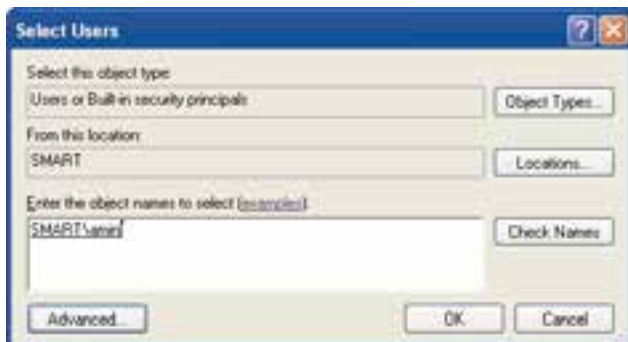 Select Users
Select this object type:
Users or Built-in security principals
Object Types...
From this location:
SMART
Locations...
Enter the object names to select (examples):
SMART\amin
Check Names
Advanced...
OK
Cancel